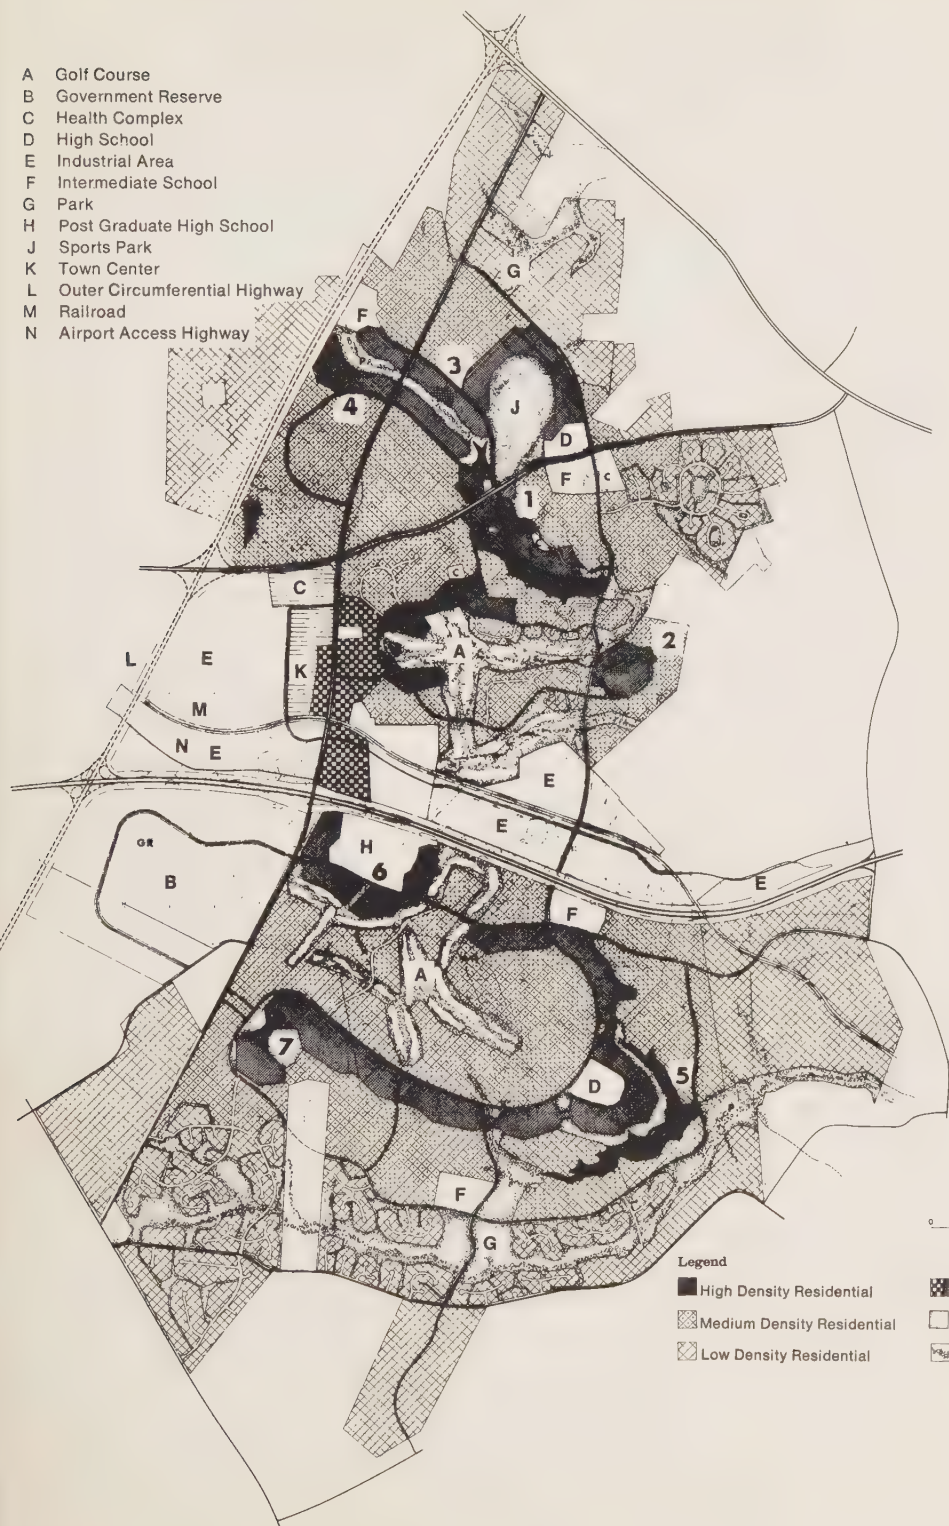 A Golf Course
B Government Reserve
C Health Complex
D High School
E Industrial Area
F Intermediate School
G Park
H Post Graduate High School
J Sports Park
K Town Center
L Outer Circumferential Highway
M Railroad
N Airport Access Highway
G
F
3
J
4
D
F
C
1
C
C
2
A
L
E
K
M
N
E
E
E
GR
H
6
B
E
F
A
7
5
D
F
G
0
Legend
High Density Residential
Medium Density Residential
Low Density Residential